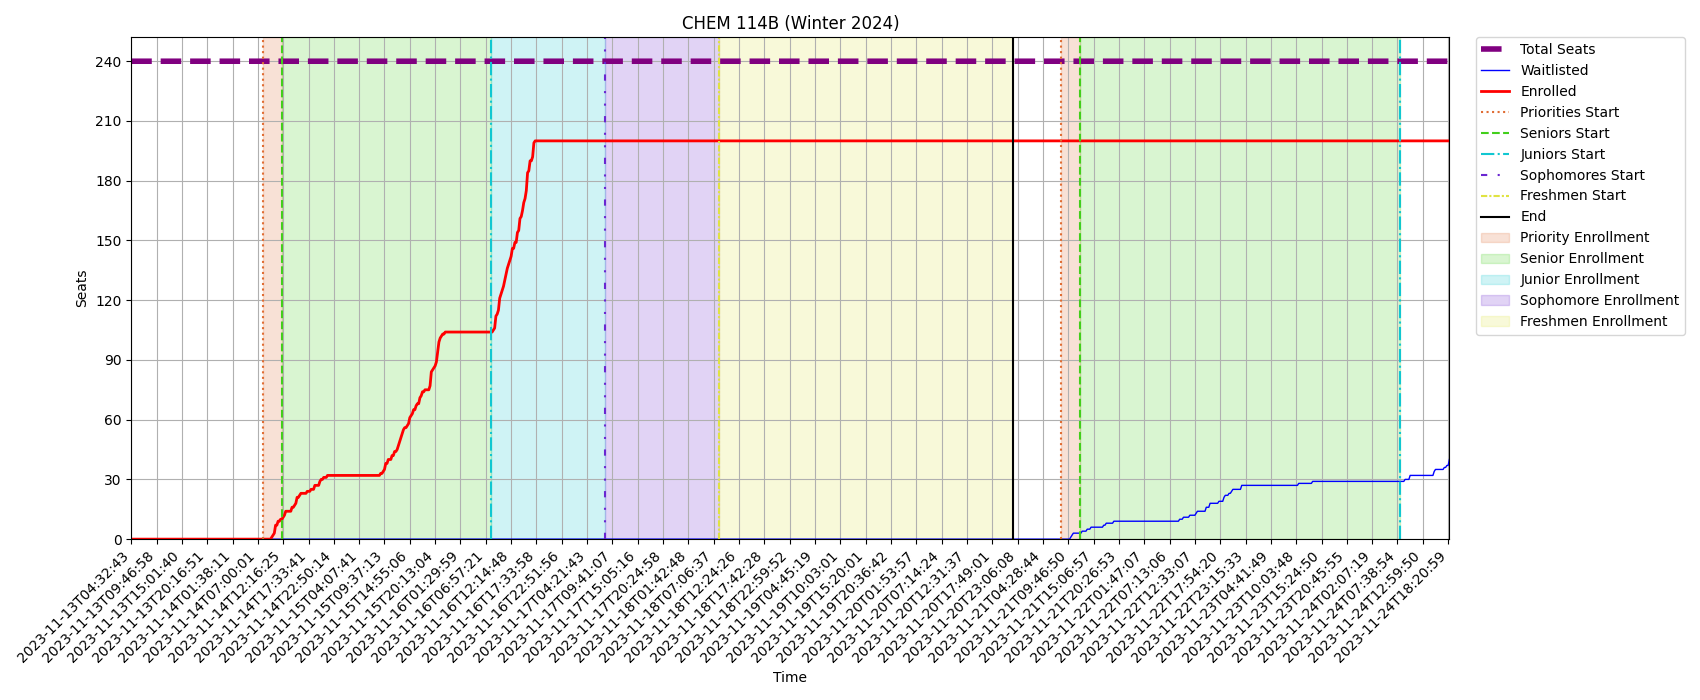 CHEM 114B (Winter 2024)
Seats
240
210
180
150
120
90
60
30
0
2023-11-13T04:32:43
2023-11-13T09:46:58
2023-11-13T15:01:40
2023-11-13T20:16:51
2023-11-14T01:38:11
2023-11-14T07:00:01
2023-11-14T12:16:25
2023-11-14T17:33:41
2023-11-14T22:50:14
2023-11-15T04:07:41
2023-11-15T09:37:13
2023-11-15T14:55:06
2023-11-15T20:13:04
2023-11-16T01:29:59
2023-11-16T06:57:21
2023-11-16T12:14:48
2023-11-16T17:33:58
2023-11-16T22:51:56
2023-11-17T04:21:43
2023-11-17T09:41:07
2023-11-17T15:05:16
2023-11-17T20:24:58
2023-11-18T01:42:48
2023-11-18T07:06:37
2023-11-18T12:24:26
2023-11-18T17:42:28
2023-11-18T22:59:52
2023-11-19T04:45:19
2023-11-19T10:03:01
2023-11-19T15:20:01
2023-11-19T20:36:42
2023-11-20T01:53:57
2023-11-20T07:14:24
2023-11-20T12:31:37
2023-11-20T17:49:01
2023-11-20T23:06:08
2023-11-21T04:28:44
2023-11-21T09:46:50
2023-11-21T15:06:57
2023-11-21T20:26:53
2023-11-22T01:47:07
2023-11-22T07:13:06
2023-11-22T12:33:07
2023-11-22T17:54:20
2023-11-22T23:15:33
2023-11-23T04:41:49
2023-11-23T10:03:48
2023-11-23T15:24:50
2023-11-23T20:45:55
2023-11-24T02:07:19
2023-11-24T07:38:54
2023-11-24T12:59:50
2023-11-24T18:20:59
Time
Total Seats
Waitlisted
Enrolled
Priorities Start
Seniors Start
Juniors Start
Sophomores Start
Freshmen Start
End
Priority Enrollment
Senior Enrollment
Junior Enrollment
Sophomore Enrollment
Freshmen Enrollment